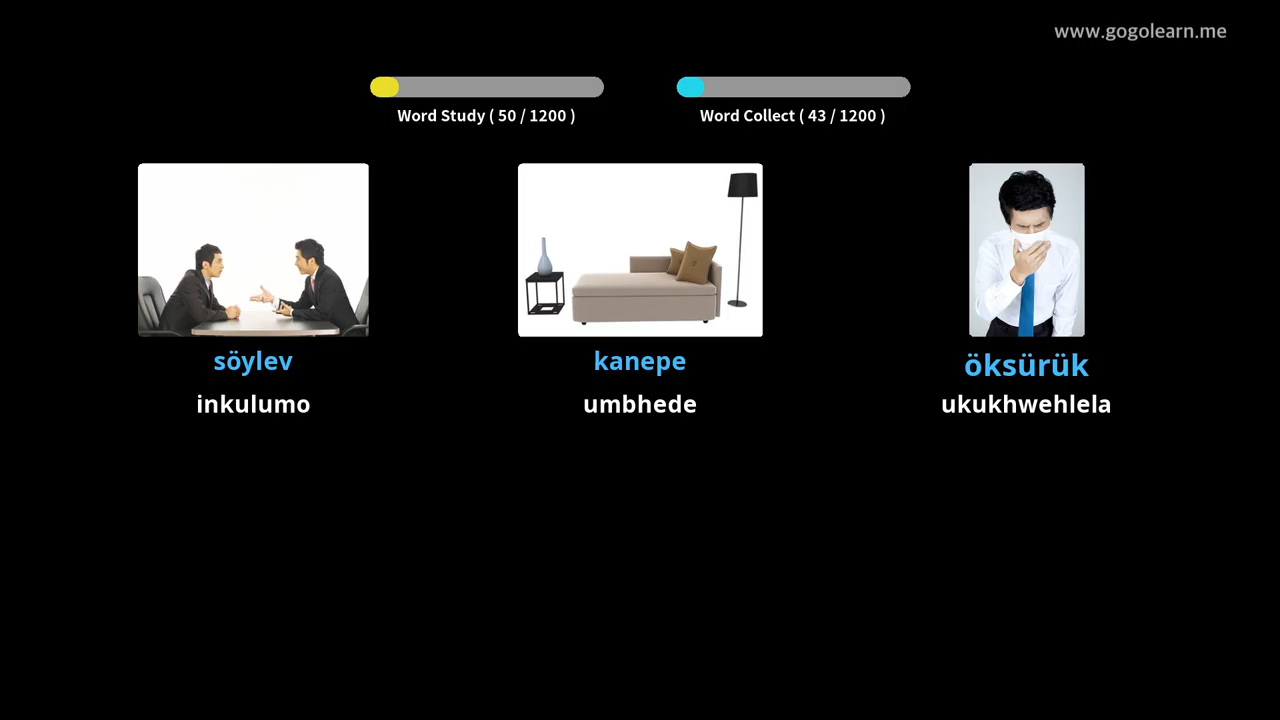 www.gogolearn.me
Word Study ( 50 / 1200 )
Word Collect ( 43 / 1200 )
söylev
kanepe
öksürük
inkulumo
umbhede
ukukhwehlela